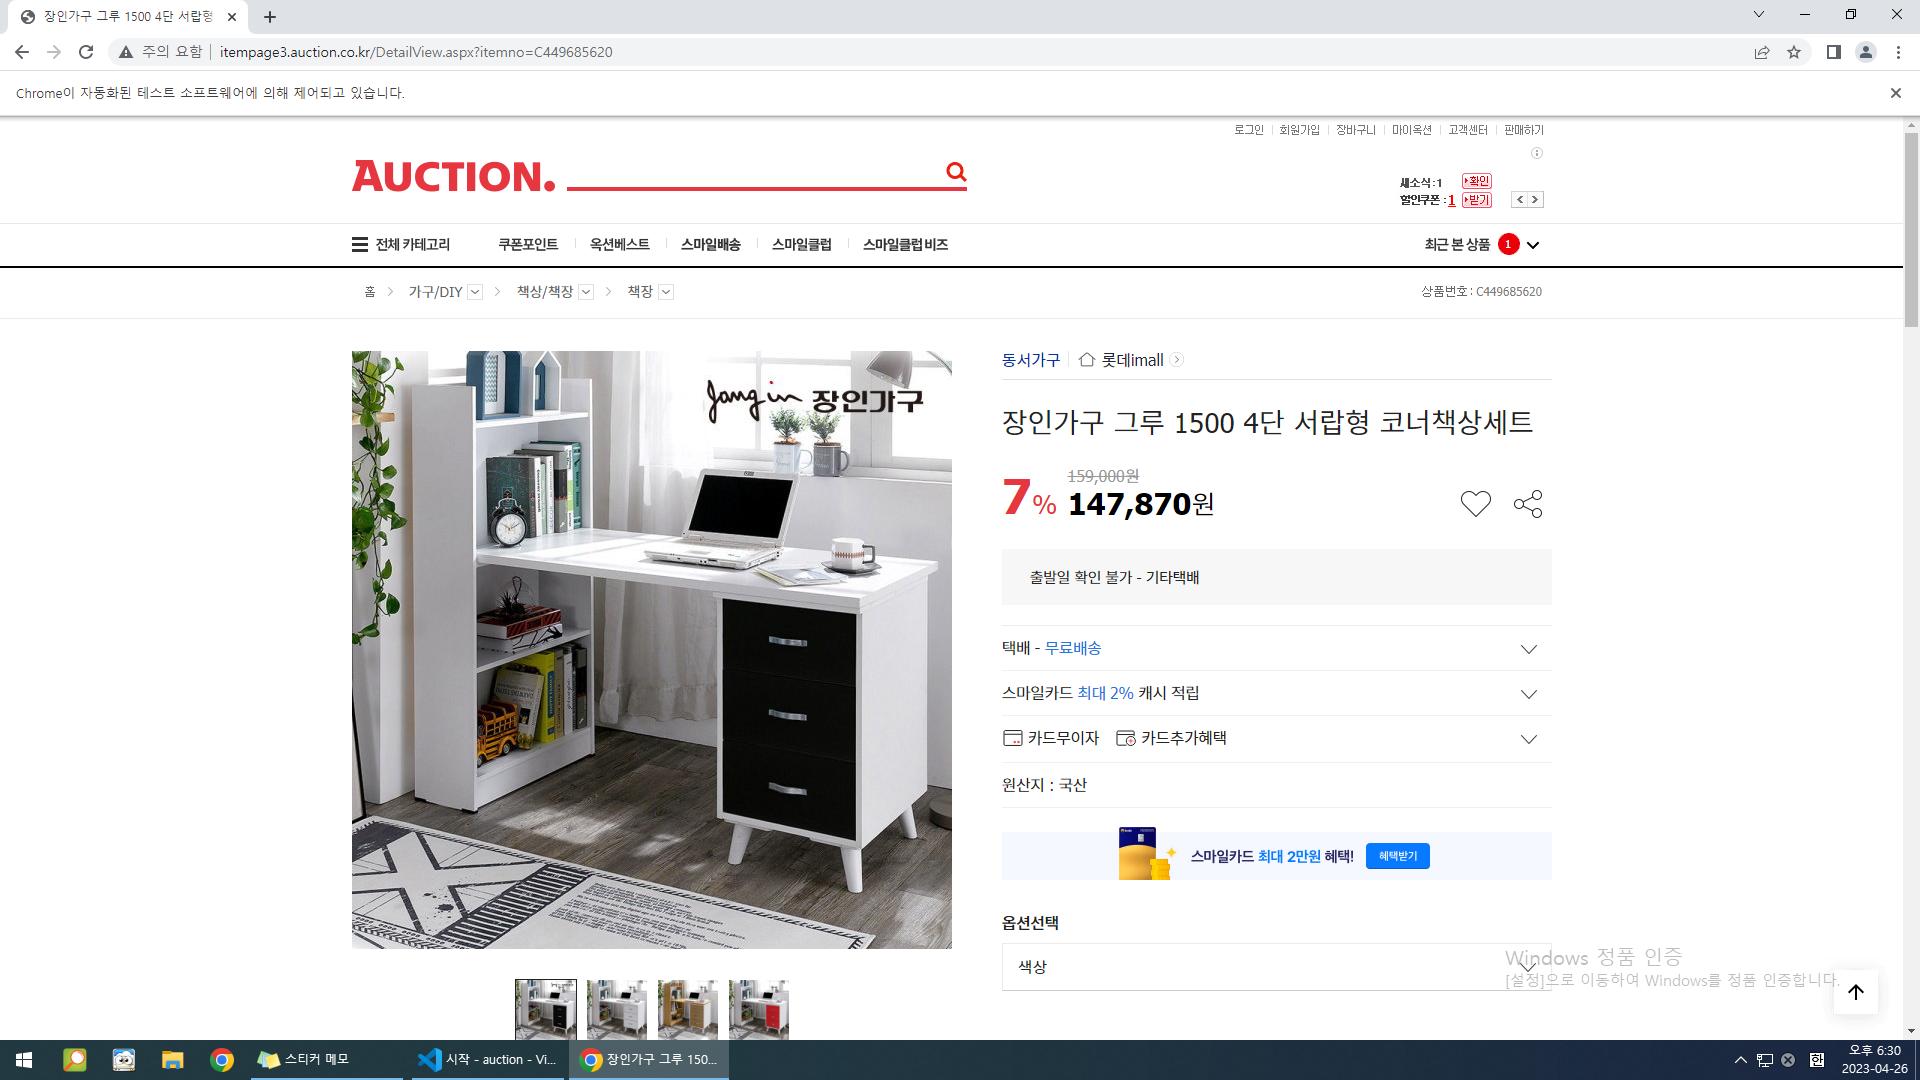 장인가구 그루 1500 4단 서랍형
주의 요함
itempage3.auction.co.kr/DetailView.aspx?itemno=C449685620
Chrome이 자동화된 테스트 소프트웨어에 의해 제어되고 있습니다.
로그인 회원가입 장바구니 마이옥션 고객센터 판매하기
AUCTION.
새소식 : 1 확인
할인쿠폰 : 1 받기
전체 카테고리 쿠폰포인트 옥션베스트 스마일배송 스마일클럽 스마일클럽 비즈 최근 본 상품 1
홈 가구/DIY 책상/책장 책장 상품번호 : C449685620
Jangin 장인가구
동서가구 롯데imall
장인가구 그루 1500 4단 서랍형 코너책상세트
159,000원
7% 147,870원
출발일 확인 불가 - 기타택배
택배 - 무료배송
스마일카드 최대 2% 캐시 적립
카드무이자 카드추가혜택
원산지 : 국산
스마일카드 최대 2만원 혜택! 혜택받기
옵션선택
색상
Windows 정품 인증
[설정]으로 이동하여 Windows를 정품 인증합니다.
스티커 메모
시작 - auction - Vi...
장인가구 그루 150...
한
오후 6:30
2023-04-26